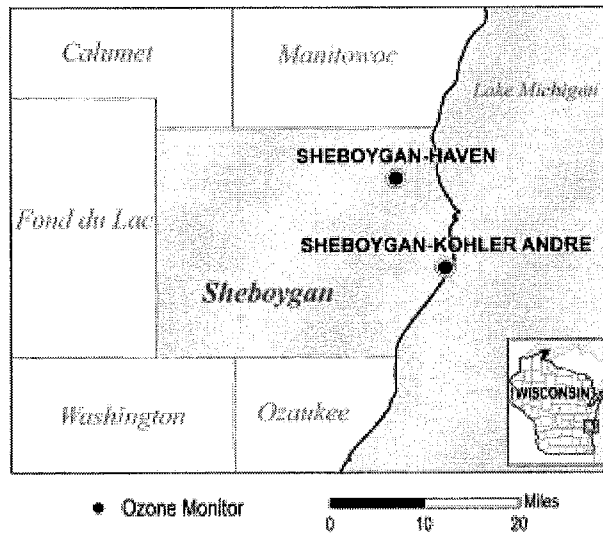 Calumet
Manitowoc
Lake Michigan
SHEBOYGAN-HAVEN
Fond du Lac
SHEBOYGAN-KOHLER ANDRE
Sheboygan
WISCONSIN
Washington
Ozaukee
Ozone Monitor
Miles
0 10 20